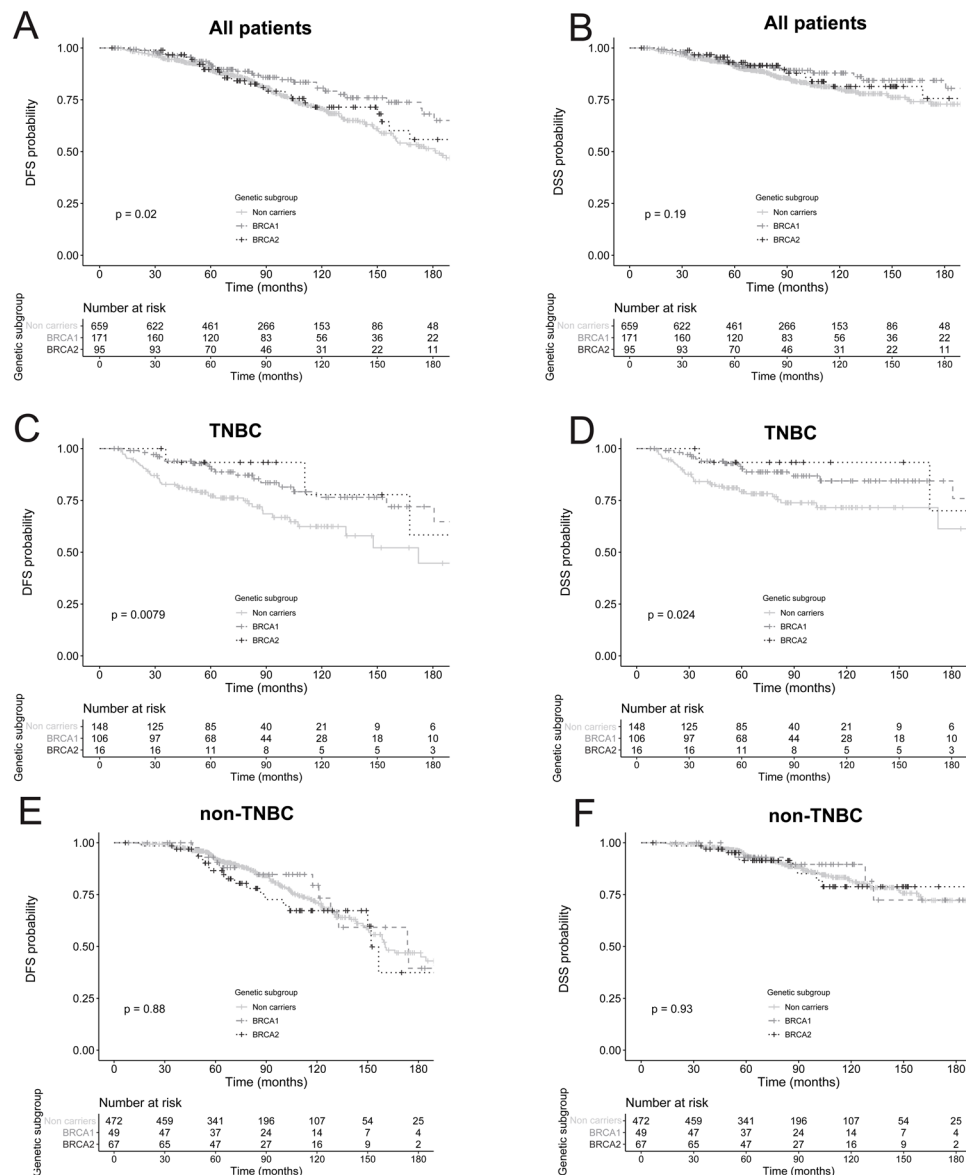 A
All patients
1.00
0.75
0.50
0.25
0.00
DFS probability
p = 0.02
Genetic subgroup
Non carriers
BRCA1
BRCA2
0 30 60 90 120 150 180
Time (months)
Number at risk
Genetic subgroup
Non carriers 659 622 461 266 153 86 48
BRCA1 171 160 120 83 56 36 22
BRCA2 95 93 70 46 31 22 11
0 30 60 90 120 150 180
Time (months)
B
All patients
1.00
0.75
0.50
0.25
0.00
DSS probability
p = 0.19
Genetic subgroup
Non carriers
BRCA1
BRCA2
0 30 60 90 120 150 180
Time (months)
Number at risk
Genetic subgroup
Non carriers 659 622 461 266 153 86 48
BRCA1 171 160 120 83 56 36 22
BRCA2 95 93 70 46 31 22 11
0 30 60 90 120 150 180
Time (months)
C
TNBC
1.00
0.75
0.50
0.25
0.00
DFS probability
p = 0.0079
Genetic subgroup
Non carriers
BRCA1
BRCA2
0 30 60 90 120 150 180
Time (months)
Number at risk
Genetic subgroup
Non carriers 148 125 85 40 21 9 6
BRCA1 106 97 68 44 28 18 10
BRCA2 16 16 11 8 5 5 3
0 30 60 90 120 150 180
Time (months)
D
TNBC
1.00
0.75
0.50
0.25
0.00
DSS probability
p = 0.024
Genetic subgroup
Non carriers
BRCA1
BRCA2
0 30 60 90 120 150 180
Time (months)
Number at risk
Genetic subgroup
Non carriers 148 125 85 40 21 9 6
BRCA1 106 97 68 44 28 18 10
BRCA2 16 16 11 8 5 5 3
0 30 60 90 120 150 180
Time (months)
E
non-TNBC
1.00
0.75
0.50
0.25
0.00
DFS probability
p = 0.88
Genetic subgroup
Non carriers
BRCA1
BRCA2
0 30 60 90 120 150 180
Time (months)
Number at risk
Genetic subgroup
Non carriers 472 459 341 196 107 54 25
BRCA1 49 47 37 24 14 7 4
BRCA2 67 65 47 27 16 9 2
0 30 60 90 120 150 180
Time (months)
F
non-TNBC
1.00
0.75
0.50
0.25
0.00
DSS probability
p = 0.93
Genetic subgroup
Non carriers
BRCA1
BRCA2
0 30 60 90 120 150 180
Time (months)
Number at risk
Genetic subgroup
Non carriers 472 459 341 196 107 54 25
BRCA1 49 47 37 24 14 7 4
BRCA2 67 65 47 27 16 9 2
0 30 60 90 120 150 180
Time (months)